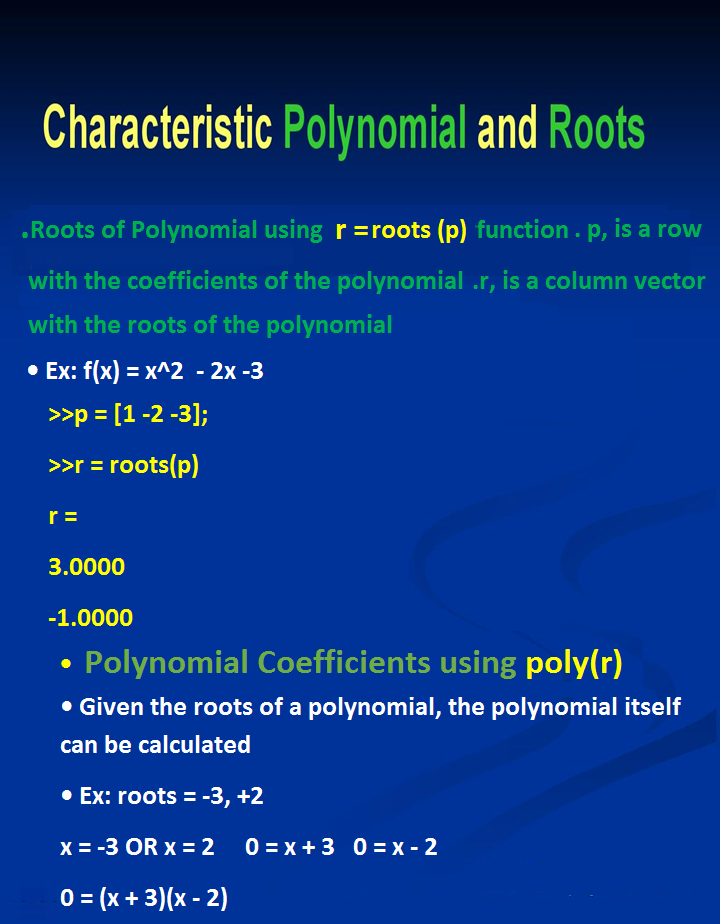 Characteristic Polynomial and Roots
.Roots of Polynomial using r =roots (p) function . p, is a row
with the coefficients of the polynomial .r, is a column vector
with the roots of the polynomial
• Ex: f(x) = x^2 - 2x -3
>>p = [1 -2 -3];
>>r = roots(p)
r =
3.0000
-1.0000
• Polynomial Coefficients using poly(r)
• Given the roots of a polynomial, the polynomial itself
can be calculated
• Ex: roots = -3, +2
x = -3 OR x = 2 0 = x + 3 0 = x - 2
0 = (x + 3)(x - 2)